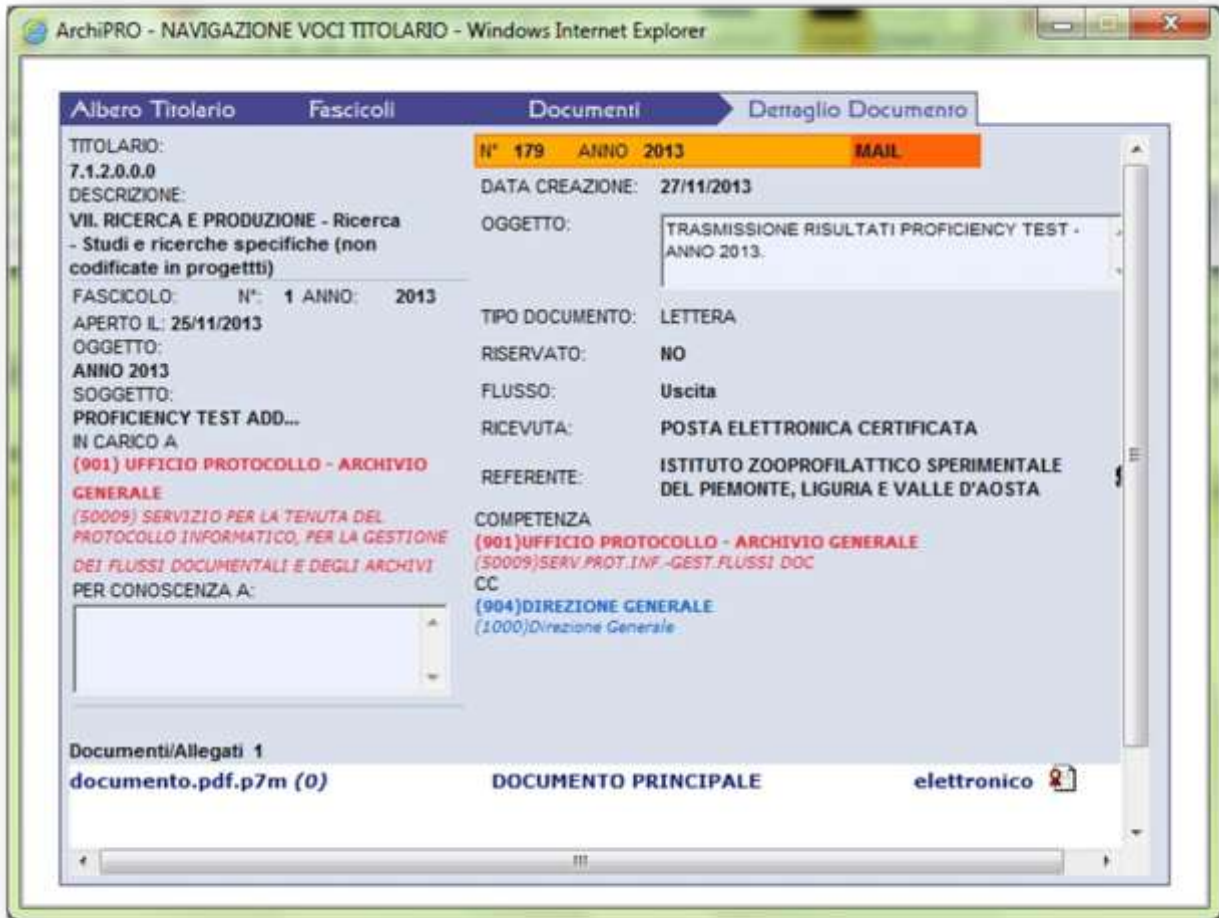 ArchiPRO - NAVIGAZIONE VOCI TITOLARIO - Windows Internet Explorer
Albero Titolario Fascicoli Documenti Dettaglio Documento
TITOLARIO:
7.1.2.0.0.0
DESCRIZIONE:
VII. RICERCA E PRODUZIONE - Ricerca
- Studi e ricerche specifiche (non
codificate in progettti)
FASCICOLO: N°: 1 ANNO: 2013
APERTO IL: 25/11/2013
OGGETTO:
ANNO 2013
SOGGETTO:
PROFICIENCY TEST ADD...
IN CARICO A
(901) UFFICIO PROTOCOLLO - ARCHIVIO
GENERALE
(50009) SERVIZIO PER LA TENUTA DEL
PROTOCOLLO INFORMATICO, PER LA GESTIONE
DEI FLUSSI DOCUMENTALI E DEGLI ARCHIVI
PER CONOSCENZA A:
N° 179 ANNO 2013 MAIL
DATA CREAZIONE: 27/11/2013
OGGETTO: TRASMISSIONE RISULTATI PROFICIENCY TEST -
ANNO 2013.
TIPO DOCUMENTO: LETTERA
RISERVATO: NO
FLUSSO: Uscita
RICEVUTA: POSTA ELETTRONICA CERTIFICATA
REFERENTE: ISTITUTO ZOOPROFILATTICO SPERIMENTALE
DEL PIEMONTE, LIGURIA E VALLE D'AOSTA
COMPETENZA
(901)UFFICIO PROTOCOLLO - ARCHIVIO GENERALE
(50009)SERV.PROT.INF.-GEST.FLUSSI DOC
CC
(904)DIREZIONE GENERALE
(1000)Direzione Generale
Documenti/Allegati 1
documento.pdf.p7m (0) DOCUMENTO PRINCIPALE elettronico